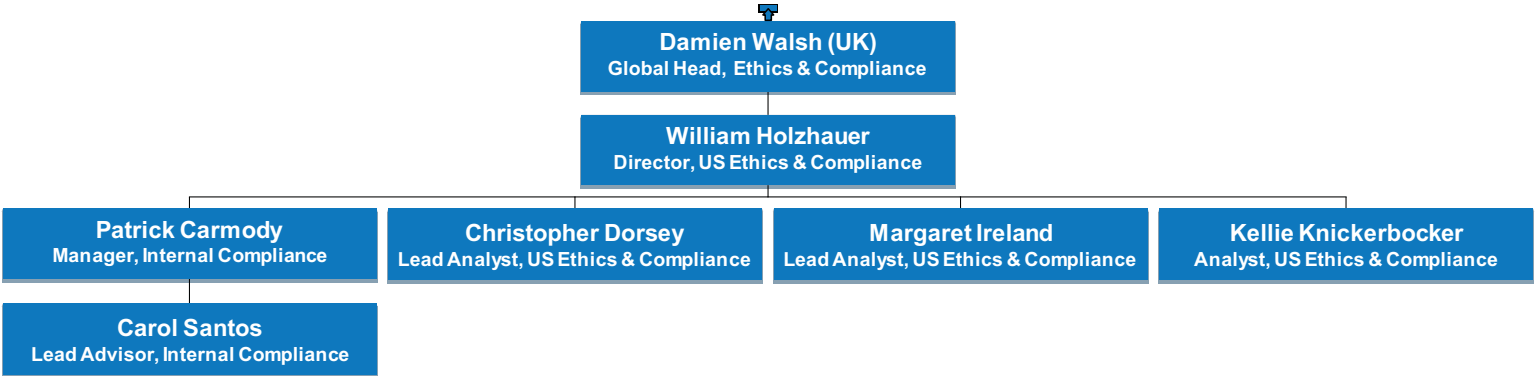 Damien Walsh (UK)
Global Head, Ethics & Compliance
William Holzhauer
Director, US Ethics & Compliance
Patrick Carmody
Manager, Internal Compliance
Christopher Dorsey
Lead Analyst, US Ethics & Compliance
Margaret Ireland
Lead Analyst, US Ethics & Compliance
Kellie Knickerbocker
Analyst, US Ethics & Compliance
Carol Santos
Lead Advisor, Internal Compliance